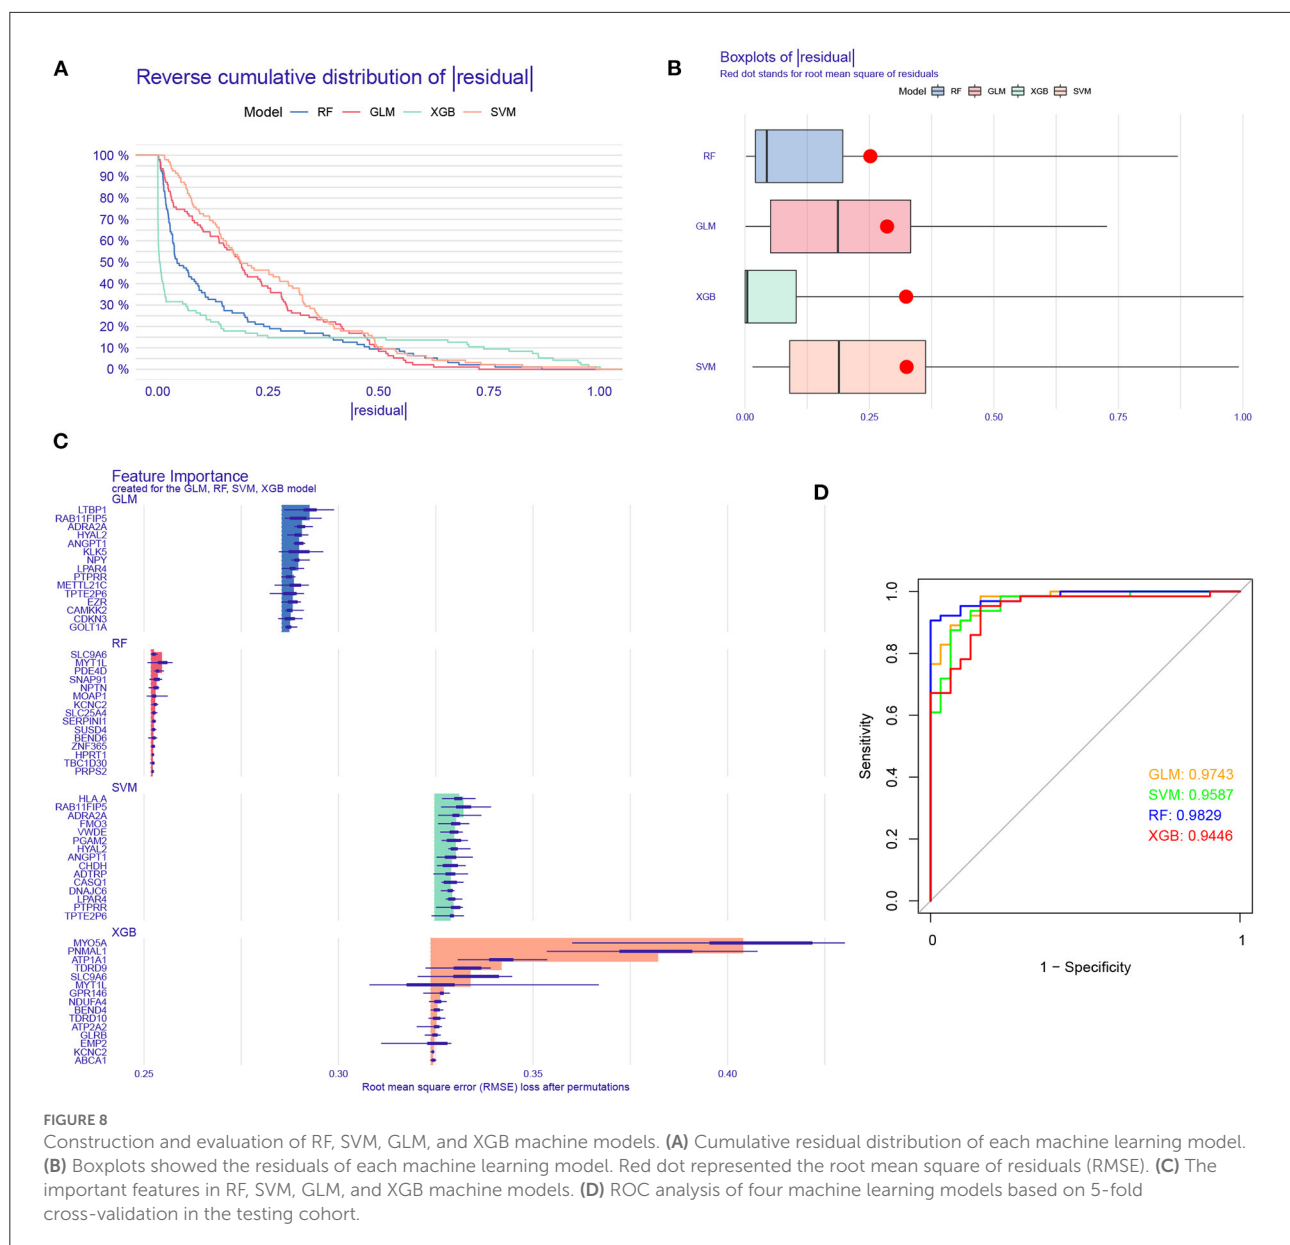 A
Reverse cumulative distribution of |residual|
Model RF GLM XGB SVM
100 %
90 %
80 %
70 %
60 %
50 %
40 %
30 %
20 %
10 %
0 %
0.00 0.25 0.50 0.75 1.00
|residual|
B
Boxplots of |residual|
Red dot stands for root mean square of residuals
Model RF GLM XGB SVM
RF
GLM
XGB
SVM
0.00 0.25 0.50 0.75 1.00
C
Feature Importance
created for the GLM, RF, SVM, XGB model
GLM
LTBP1
RAB11FIP5
ADRA2A
HYAL2
ANGPT1
KLK5
NPY
LPAR4
PTPRR
METTL21C
TPTE2P6
EZR
CAMKK2
CDKN3
GOLT1A
RF
SLC9A6
MYT1L
PDE4D
SNAP91
NPTN
MOAP1
KCNC2
SLC25A4
SERPINI1
SUSD4
BEND6
ZNF365
HPRT1
TBC1D30
PRPS2
SVM
HLA.A
RAB11FIP5
ADRA2A
FMO3
VWDE
PGAM2
HYAL2
ANGPT1
CHDH
ADTRP
CASQ1
DNAJC6
LPAR4
PTPRR
TPTE2P6
XGB
MYO5A
PNMAL1
ATP1A1
TDRD9
SLC9A6
MYT1L
GPR146
NDUFA4
BEND4
TDRD10
ATP2A2
GLRB
EMP2
KCNC2
ABCA1
0.25 0.30 0.35 0.40
Root mean square error (RMSE) loss after permutations
D
Sensitivity
1.0
0.8
0.6
0.4
0.2
0.0
GLM: 0.9743
SVM: 0.9587
RF: 0.9829
XGB: 0.9446
0 1
1 − Specificity
FIGURE 8
Construction and evaluation of RF, SVM, GLM, and XGB machine models. (A) Cumulative residual distribution of each machine learning model.
(B) Boxplots showed the residuals of each machine learning model. Red dot represented the root mean square of residuals (RMSE). (C) The
important features in RF, SVM, GLM, and XGB machine models. (D) ROC analysis of four machine learning models based on 5-fold
cross-validation in the testing cohort.